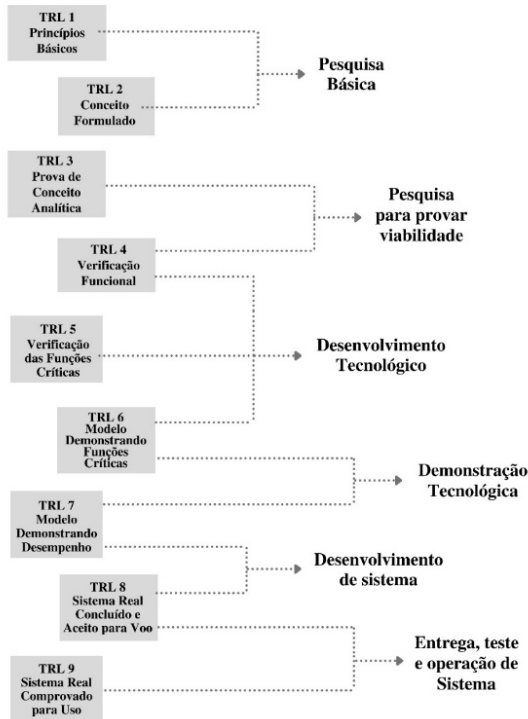 TRL 1
Princípios
Básicos
TRL 2
Conceito
Formulado
Pesquisa
Básica
TRL 3
Prova de
Conceito
Analítica
TRL 4
Verificação
Funcional
Pesquisa
para provar
viabilidade
TRL 5
Verificação
das Funções
Críticas
Desenvolvimento
Tecnológico
TRL 6
Modelo
Demonstrando
Funções
Críticas
Demonstração
Tecnológica
TRL 7
Modelo
Demonstrando
Desempenho
Desenvolvimento
de sistema
TRL 8
Sistema Real
Concluído e
Aceito para Voo
Entrega, teste
e operação de
Sistema
TRL 9
Sistema Real
Comprovado
para Uso